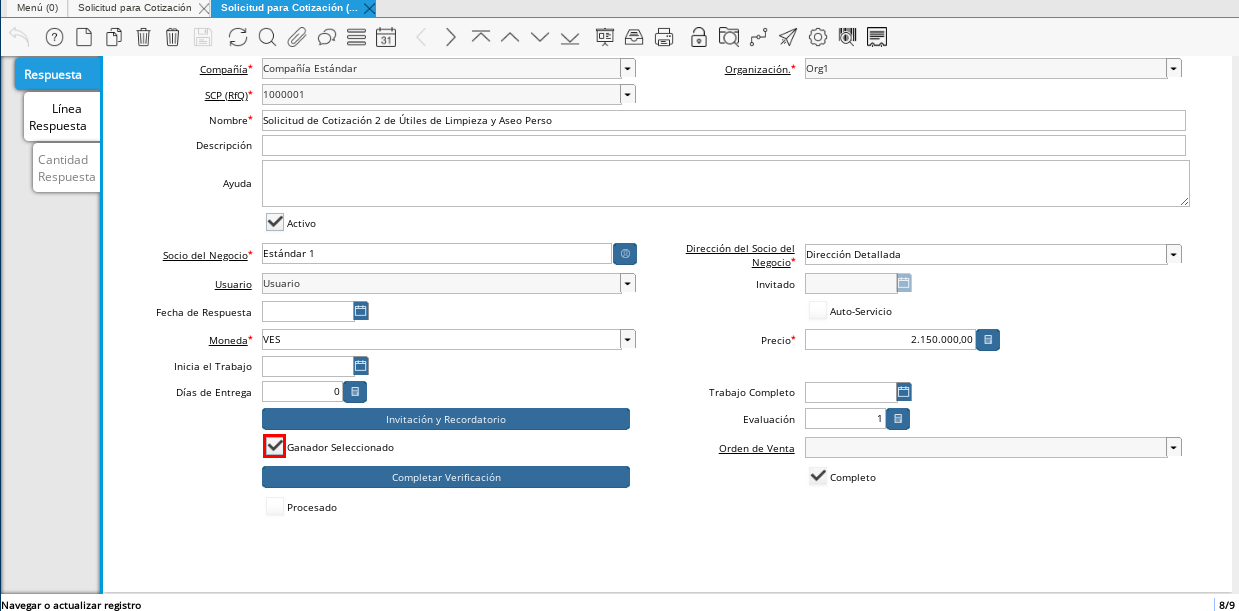 Menú (0)
Solicitud para Cotización
Solicitud para Cotización (...
31
Respuesta
Línea
Respuesta
Cantidad
Respuesta
Compañía* Compañía Estándar
Organización.* Org1
SCP (RfQ)* 1000001
Nombre* Solicitud de Cotización 2 de Útiles de Limpieza y Aseo Perso
Descripción
Ayuda
Activo
Socio del Negocio* Estándar 1
Dirección del Socio del
Negocio* Dirección Detallada
Usuario Usuario
Invitado
Fecha de Respuesta
Auto-Servicio
Moneda* VES
Precio* 2.150.000,00
Inicia el Trabajo
Días de Entrega 0
Trabajo Completo
Invitación y Recordatorio
Evaluación 1
Ganador Seleccionado
Orden de Venta
Completar Verificación
Completo
Procesado
Navegar o actualizar registro
8/9